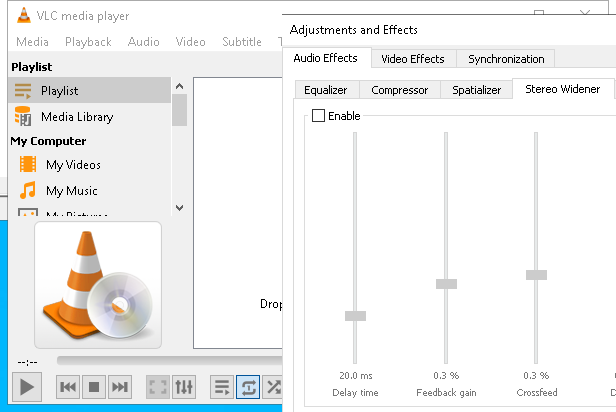 VLC media player
Media Playback Audio Video Subtitle
Playlist
Playlist
Media Library
My Computer
My Videos
My Music
My Pictures
Drop
--:--
Adjustments and Effects
Audio Effects Video Effects Synchronization
Equalizer Compressor Spatializer Stereo Widener
Enable
20.0 ms 0.3 % 0.3 %
Delay time Feedback gain Crossfeed